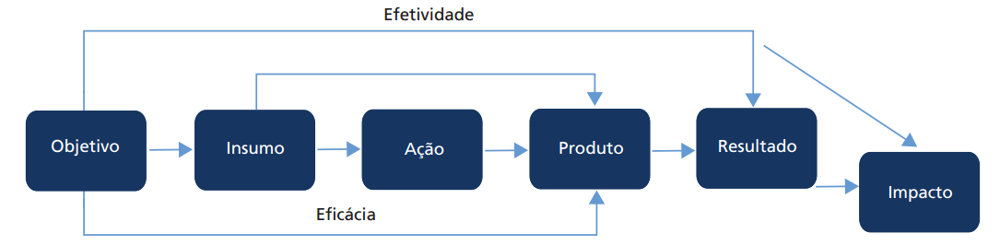 Efetividade
Objetivo
Insumo
Ação
Produto
Resultado
Impacto
Eficácia